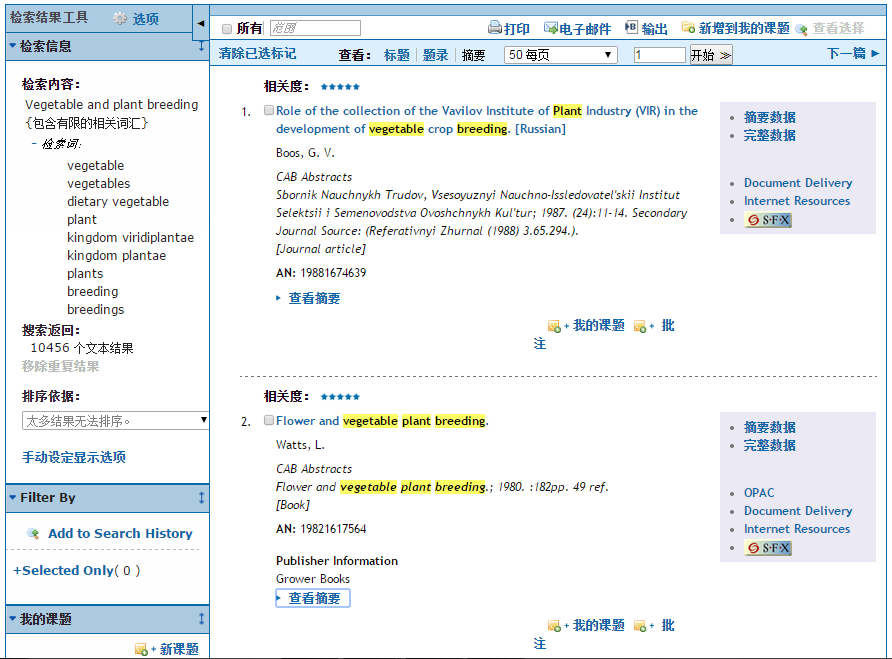 检索结果工具 选项
检索信息
检索内容:
Vegetable and plant breeding
{包含有限的相关词汇}
- 检索词:
vegetable
vegetables
dietary vegetable
plant
kingdom viridiplantae
kingdom plantae
plants
breeding
breedings
搜索返回:
10456 个文本结果
移除重复结果
排序依据:
太多结果无法排序。
手动设定显示选项
Filter By
Add to Search History
+Selected Only( 0 )
我的课题
+ 新课题
所有 范围 打印 电子邮件 输出 新增到我的课题 查看选择
清除已选标记 查看: 标题 | 题录 | 摘要 50 每页 1 开始 ≫ 下一篇
相关度: ★★★★★
1. Role of the collection of the Vavilov Institute of Plant Industry (VIR) in the
development of vegetable crop breeding. [Russian]
Boos, G. V.
CAB Abstracts
Sbornik Nauchnykh Trudov, Vsesoyuznyi Nauchno-Issledovatel'skii Institut
Selektsii i Semenovodstva Ovoshchnykh Kul'tur; 1987. (24):11-14. Secondary
Journal Source: (Referativnyi Zhurnal (1988) 3.65.294.).
[Journal article]
AN: 19881674639
查看摘要
+ 我的课题 + 批
注
摘要数据
完整数据
Document Delivery
Internet Resources
S·F·X
相关度: ★★★★★
2. Flower and vegetable plant breeding.
Watts, L.
CAB Abstracts
Flower and vegetable plant breeding.; 1980. :182pp. 49 ref.
[Book]
AN: 19821617564
Publisher Information
Grower Books
查看摘要
+ 我的课题 + 批
注
摘要数据
完整数据
OPAC
Document Delivery
Internet Resources
S·F·X